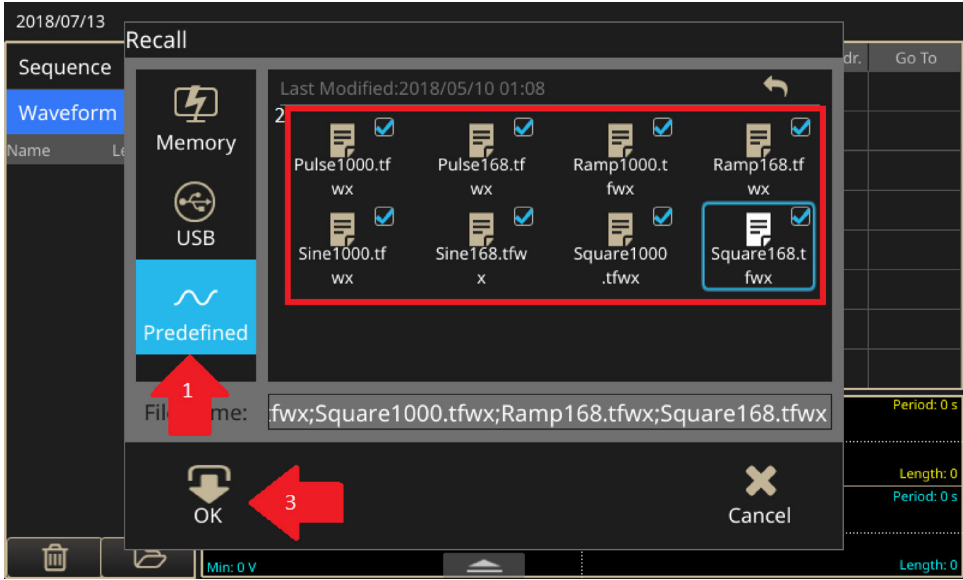 2018/07/13
Recall
Sequence
Waveform
Name
dr.
Go To
Memory
USB
Predefined
Last Modified:2018/05/10 01:08
2
Pulse1000.tf
wx
Pulse168.tf
wx
Ramp1000.t
fwx
Ramp168.tf
wx
Sine1000.tf
wx
Sine168.tfw
x
Square1000
.tfwx
Square168.t
fwx
1
fwx;Square1000.tfwx;Ramp168.tfwx;Square168.tfwx
OK
3
Cancel
Period: 0 s
Length: 0
Period: 0 s
Min: 0 V
Length: 0